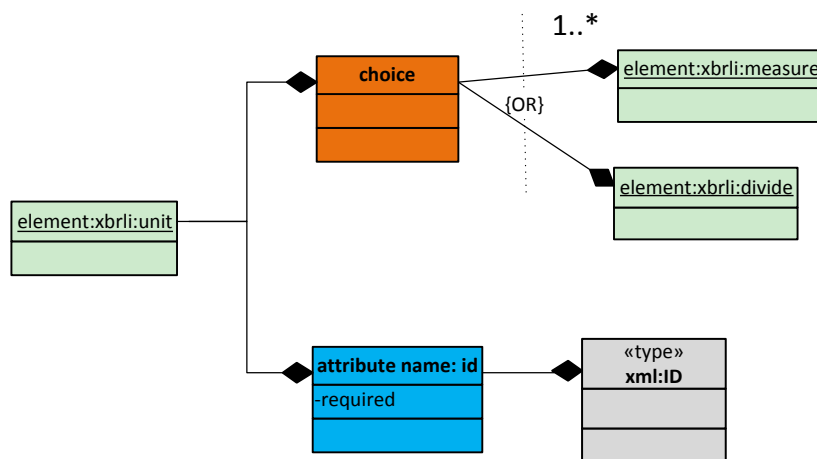 1..*
choice
element:xbrli:measure
{OR}
element:xbrli:divide
element:xbrli:unit
attribute name: id
-required
«type»
xml:ID